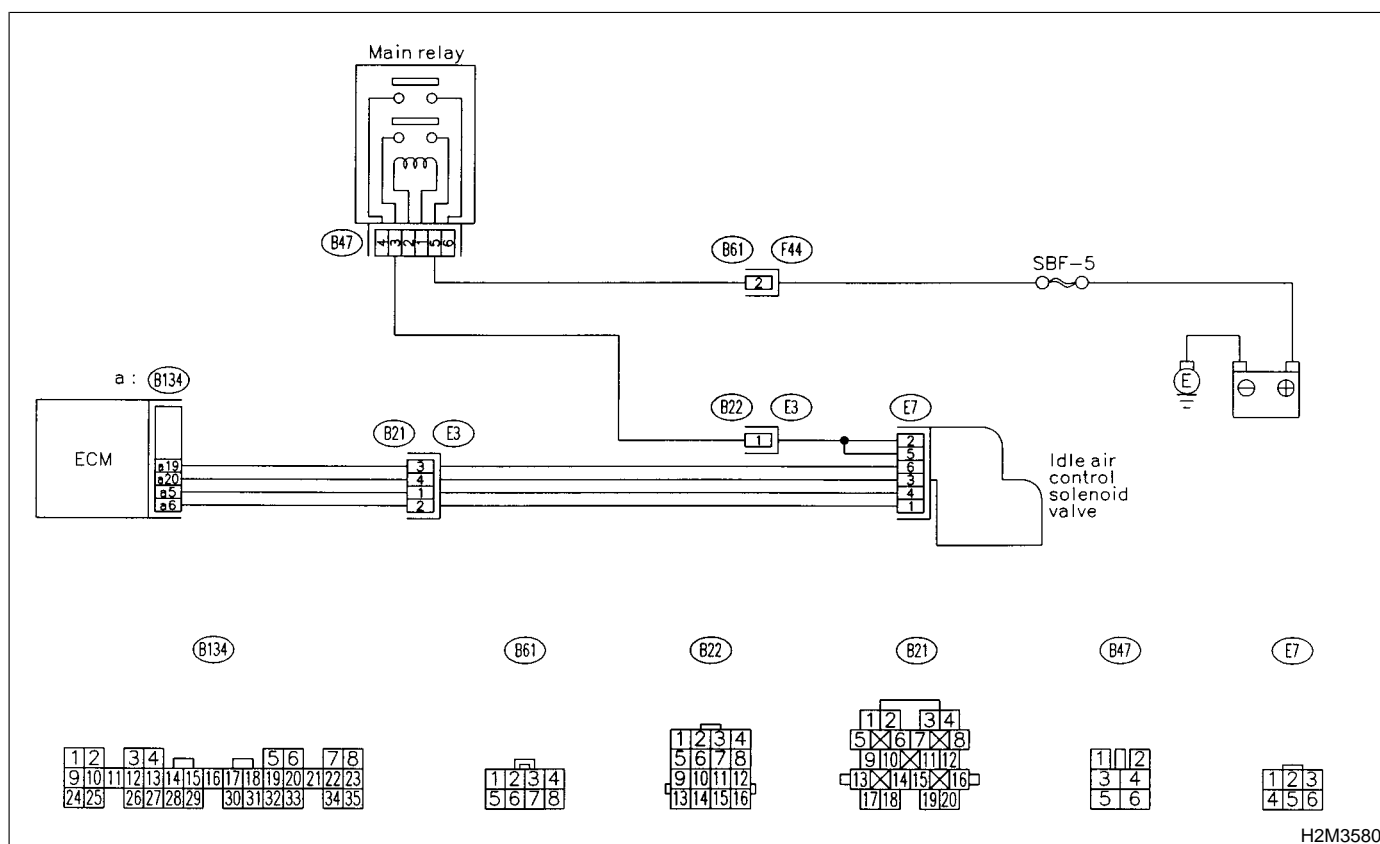 Main relay
B47
4 3 2 1 5 6
B61 F44
2
SBF-5
E
⊖ ⊕
a : B134
ECM
a19
a20
a5
a6
B21 E3
3
4
1
2
B22 E3
1
E7
2
5
6
3
4
1
Idle air
control
solenoid
valve
B134
1 2 3 4 5 6 7 8
9 10 11 12 13 14 15 16 17 18 19 20 21 22 23
24 25 26 27 28 29 30 31 32 33 34 35
B61
1 2 3 4
5 6 7 8
B22
1 2 3 4
5 6 7 8
9 10 11 12
13 14 15 16
B21
1 2 3 4
5 6 7 8
9 10 11 12
13 14 15 16
17 18 19 20
B47
1 2
3 4
5 6
E7
1 2 3
4 5 6
H2M3580